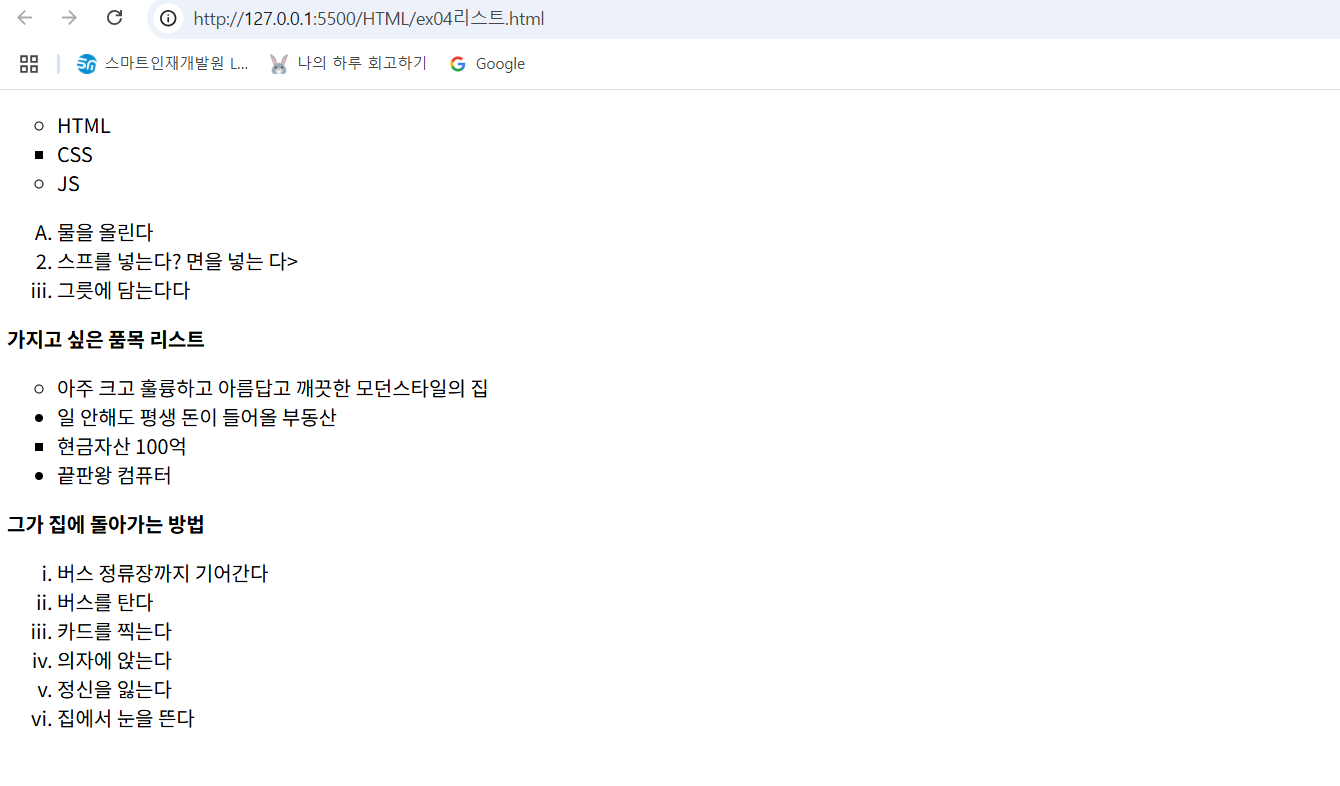 http://127.0.0.1:5500/HTML/ex04리스트.html
스마트인재개발원 L... 나의 하루 회고하기 Google
HTML
CSS
JS
A. 물을 올린다
2. 스프를 넣는다? 면을 넣는 다>
iii. 그릇에 담는다다
가지고 싶은 품목 리스트
아주 크고 훌륭하고 아름답고 깨끗한 모던스타일의 집
일 안해도 평생 돈이 들어올 부동산
현금자산 100억
끝판왕 컴퓨터
그가 집에 돌아가는 방법
i. 버스 정류장까지 기어간다
ii. 버스를 탄다
iii. 카드를 찍는다
iv. 의자에 앉는다
v. 정신을 잃는다
vi. 집에서 눈을 뜬다